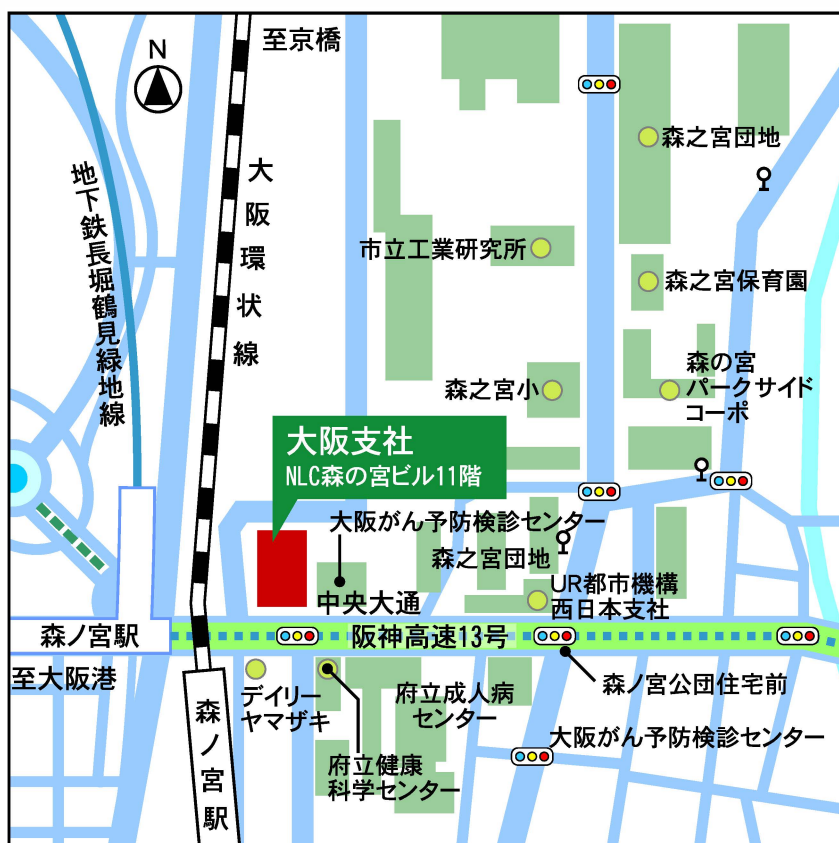 N
至京橋
大阪環状線
地下鉄長堀鶴見緑地線
森之宮団地
市立工業研究所
森之宮保育園
森之宮小
森の宮
パークサイド
コーポ
大阪支社
NLC森の宮ビル11階
大阪がん予防検診センター
森之宮団地
中央大通
UR都市機構
西日本支社
森ノ宮駅
阪神高速13号
至大阪港
デイリー
ヤマザキ
府立成人病
センター
森ノ宮公団住宅前
森ノ宮駅
府立健康
科学センター
大阪がん予防検診センター